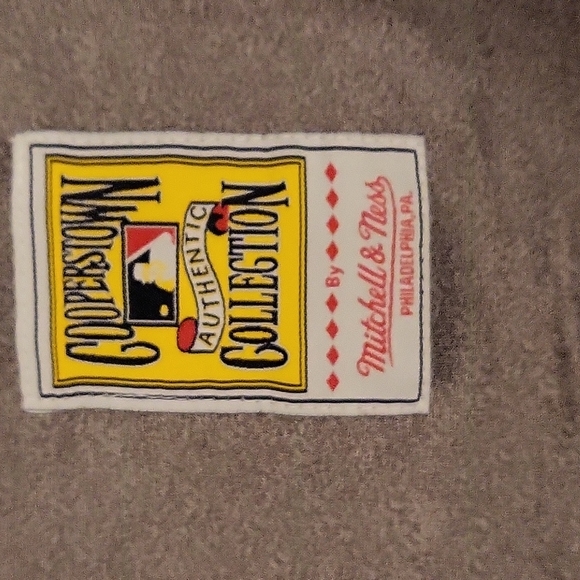 COOPERSTOWN
AUTHENTIC
COLLECTION
By
Mitchell & Ness
PHILADELPHIA, PA.